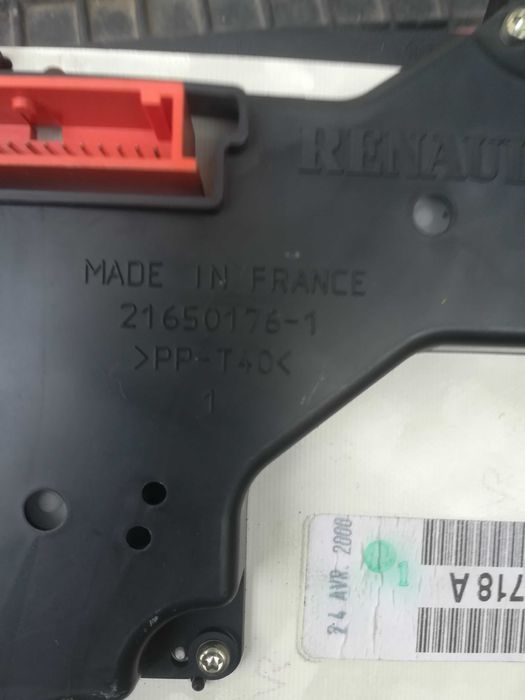 RENAU
MADE IN FRANCE
21650176-1
>PP-T40<
1
24 AVR. 2000
1
718 A